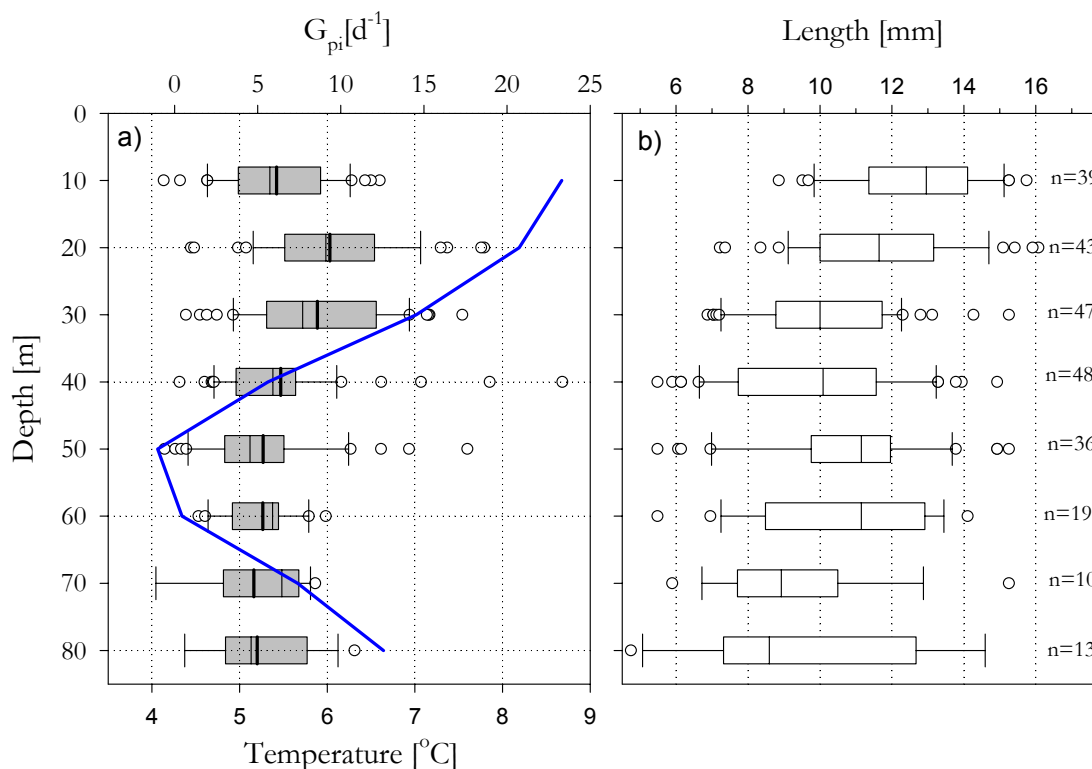 G_pi[d^-1]
Length [mm]
0 5 10 15 20 25
6 8 10 12 14 16
0
a)
b)
10
n=39
20
n=43
30
n=47
40
n=48
50
n=36
60
n=19
70
n=10
80
n=13
Depth [m]
4 5 6 7 8 9
Temperature [°C]